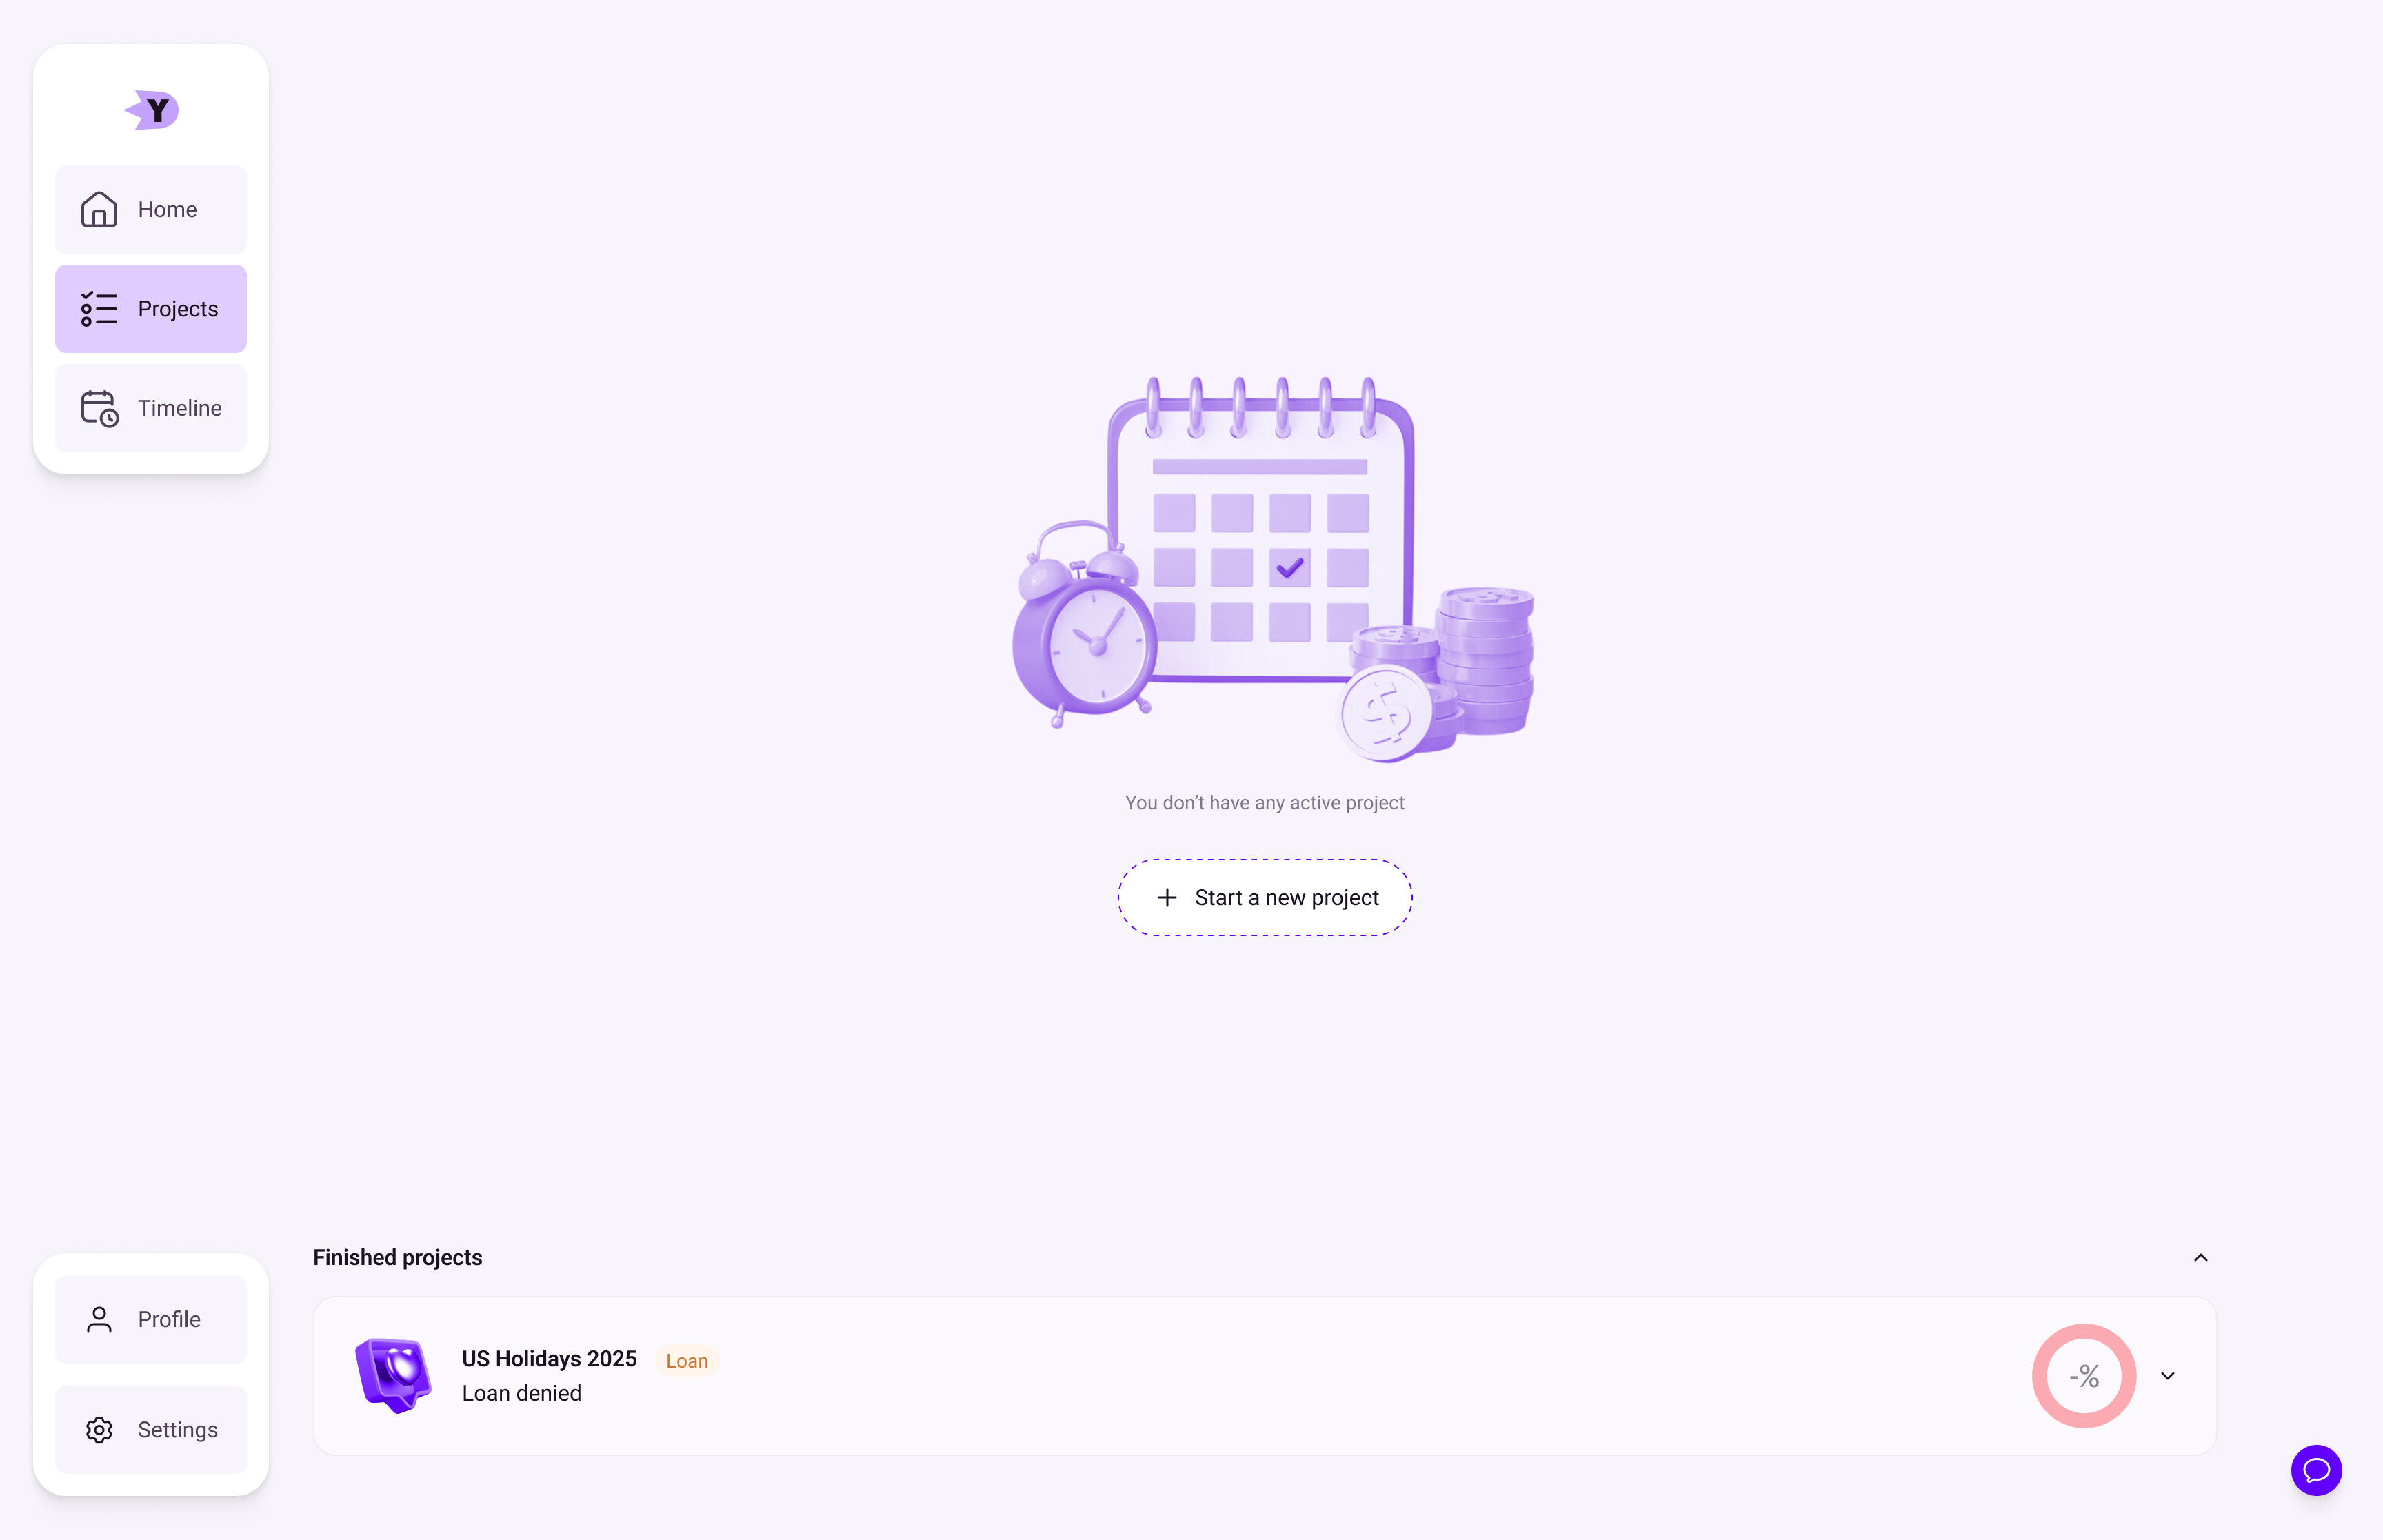 Y
Home
Projects
Timeline
You don’t have any active project
Start a new project
Finished projects
US Holidays 2025 Loan
Loan denied
-%
Profile
Settings